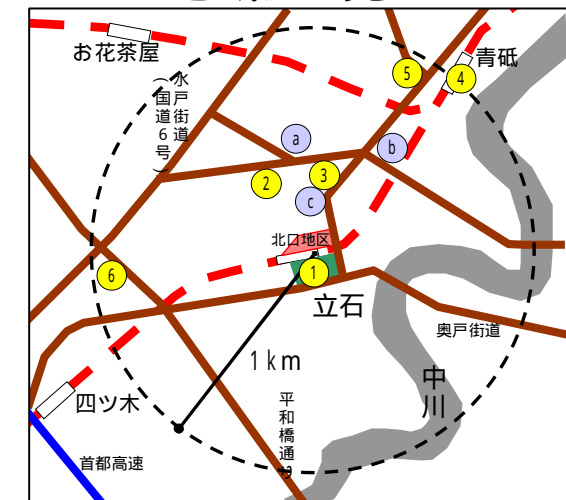 お花茶屋
青砥
水戸街道
(国道6号)
5
4
a
b
2
3
c
北口地区
1
6
立石
奥戸街道
1km
中川
四ツ木
平和橋通り
首都高速